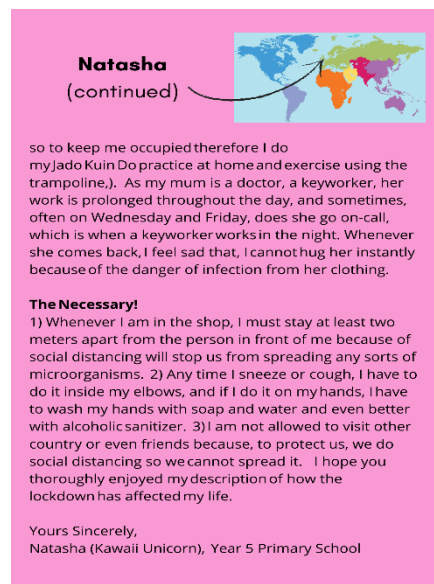 Natasha
(continued)
so to keep me occupied therefore I do
my Jado Kuin Do practice at home and exercise using the
trampoline,). As my mum is a doctor, a keyworker, her
work is prolonged throughout the day, and sometimes,
often on Wednesday and Friday, does she go on-call,
which is when a keyworker works in the night. Whenever
she comes back, I feel sad that, I cannot hug her instantly
because of the danger of infection from her clothing.
The Necessary!
1) Whenever I am in the shop, I must stay at least two
meters apart from the person in front of me because of
social distancing will stop us from spreading any sorts of
microorganisms. 2) Any time I sneeze or cough, I have to
do it inside my elbows, and if I do it on my hands, I have
to wash my hands with soap and water and even better
with alcoholic sanitizer. 3) I am not allowed to visit other
country or even friends because, to protect us, we do
social distancing so we cannot spread it. I hope you
thoroughly enjoyed my description of how the
lockdown has affected my life.
Yours Sincerely,
Natasha (Kawaii Unicorn), Year 5 Primary School